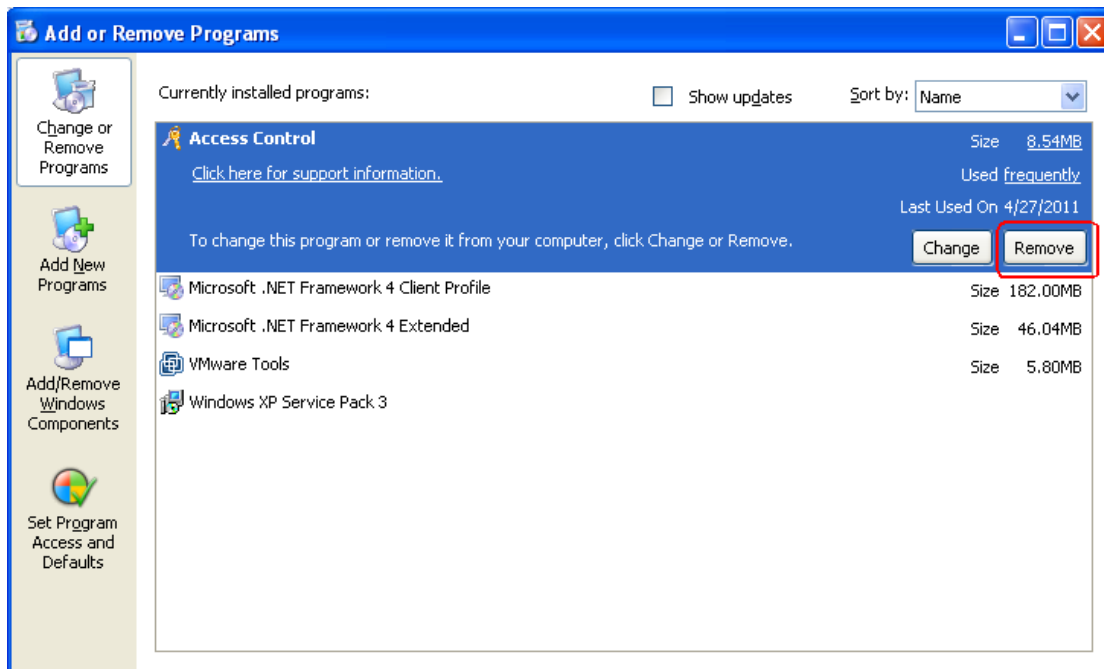 Add or Remove Programs
Change or
Remove
Programs
Add New
Programs
Add/Remove
Windows
Components
Set Program
Access and
Defaults
Currently installed programs:
Show updates
Sort by: Name
Access Control
Size 8.54MB
Click here for support information.
Used frequently
Last Used On 4/27/2011
To change this program or remove it from your computer, click Change or Remove.
Change Remove
Microsoft .NET Framework 4 Client Profile
Size 182.00MB
Microsoft .NET Framework 4 Extended
Size 46.04MB
VMware Tools
Size 5.80MB
Windows XP Service Pack 3